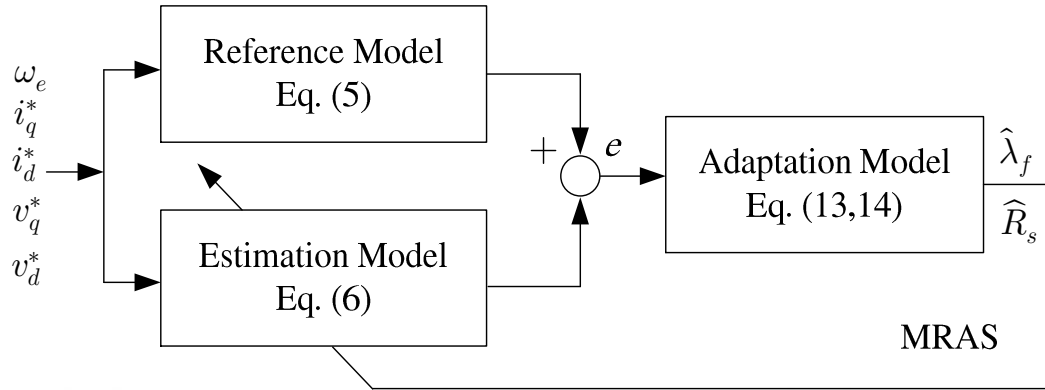 Reference Model
Eq. (5)
ω_e
i_q^*
i_d^*
v_q^*
v_d^*
+
e
Adaptation Model
Eq. (13,14)
λ̂_f
R̂_s
Estimation Model
Eq. (6)
MRAS